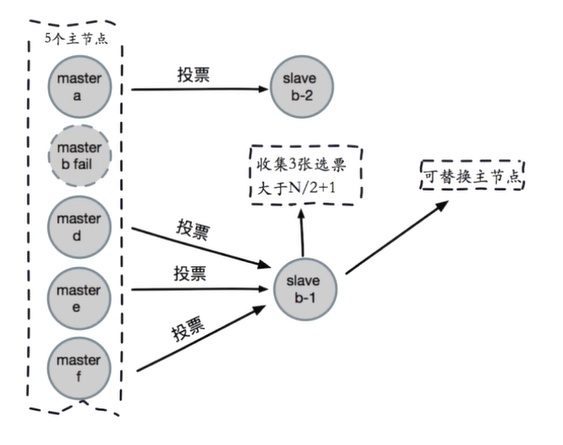 5个主节点
master
a
投票
slave
b-2
master
b fail
收集3张选票
大于N/2+1
可替换主节点
master
d
投票
master
e
投票
slave
b-1
投票
master
f